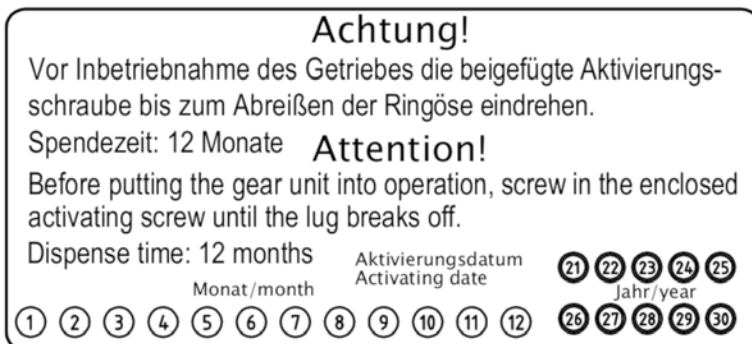 Achtung!
Vor Inbetriebnahme des Getriebes die beigefügte Aktivierungs-
schraube bis zum Abreißen der Ringöse eindrehen.
Spendezeit: 12 Monate
Attention!
Before putting the gear unit into operation, screw in the enclosed
activating screw until the lug breaks off.
Dispense time: 12 months
Aktivierungsdatum
Activating date
Monat/month
1 2 3 4 5 6 7 8 9 10 11 12
21 22 23 24 25
Jahr/year
26 27 28 29 30